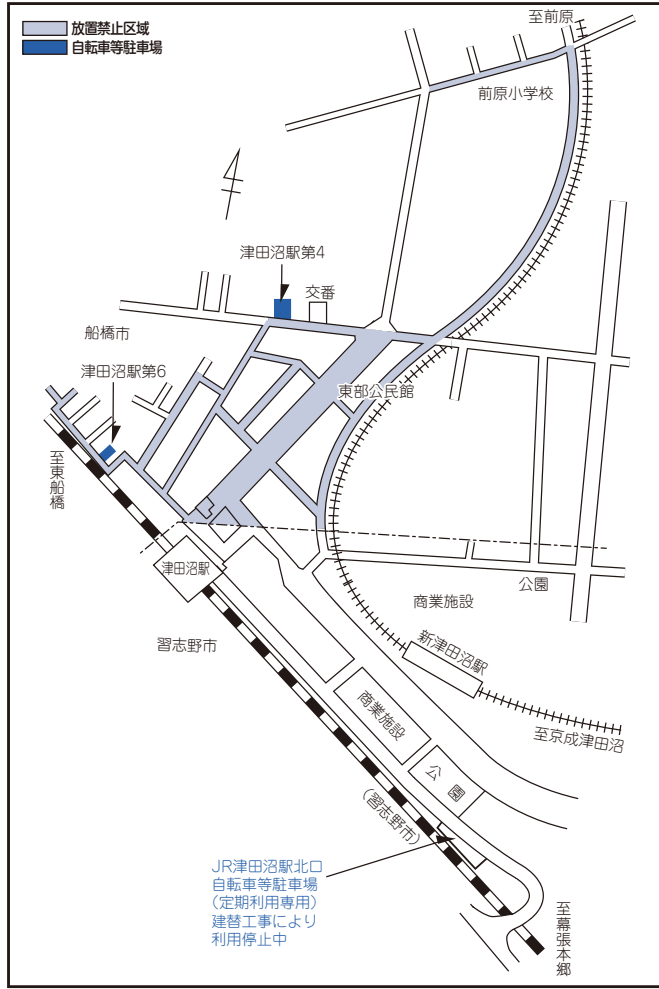 放置禁止区域
自転車等駐車場
至前原
前原小学校
津田沼駅第4
交番
船橋市
津田沼駅第6
東部公民館
至東船橋
津田沼駅
公園
商業施設
習志野市
新津田沼駅
商業施設
至京成津田沼
公園
(習志野市)
JR津田沼駅北口
自転車等駐車場
(定期利用専用)
建替工事により
利用停止中
至幕張本郷